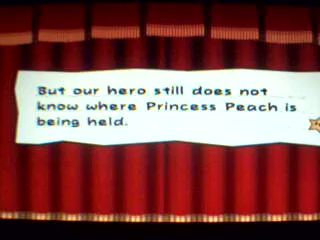 But our hero still does not
know where Princess Peach is
being held.